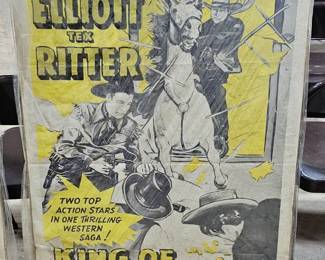 ELLIOTT
TEX
RITTER
TWO TOP
ACTION STARS
IN ONE THRILLING
WESTERN
SAGA!
KING OF